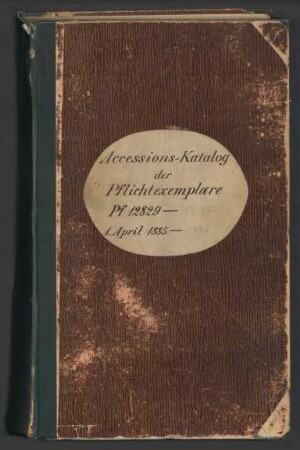 Accessions-Katalog
der
Pflichtexemplare
Pf 12829 —
1. April 1885 —